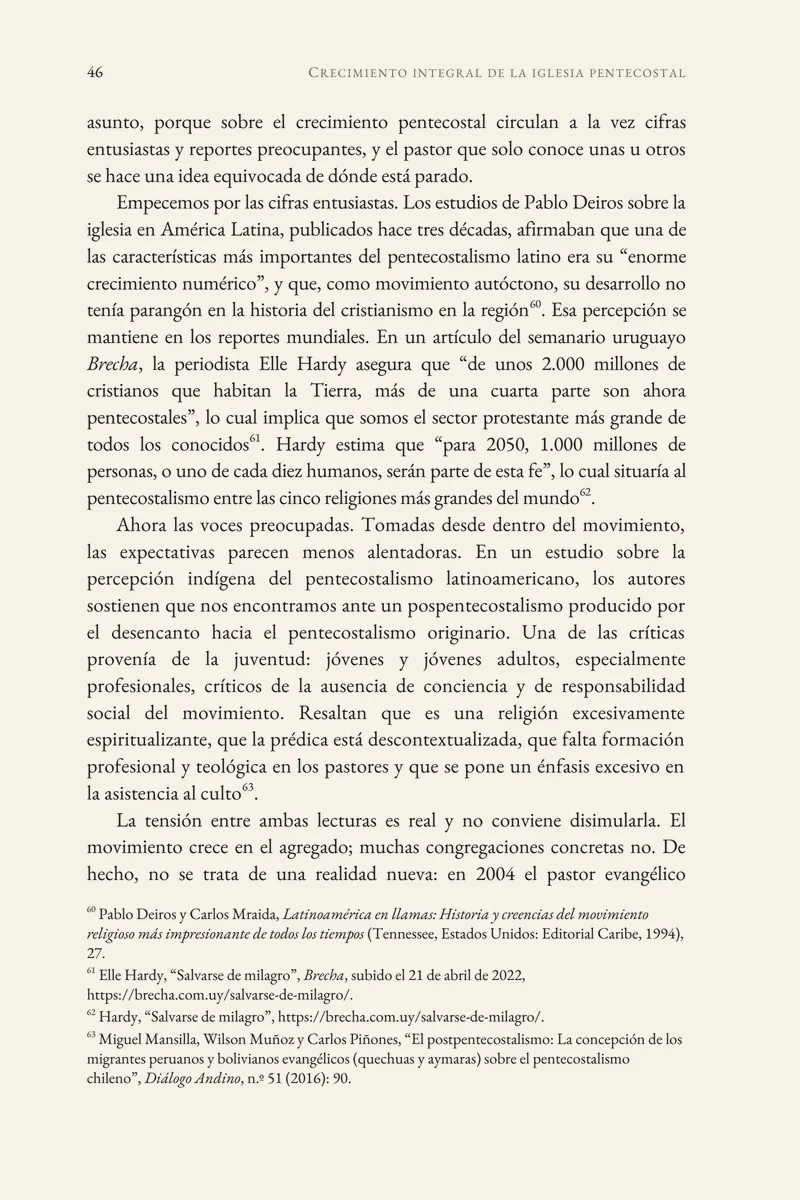 46
CRECIMIENTO INTEGRAL DE LA IGLESIA PENTECOSTAL
asunto, porque sobre el crecimiento pentecostal circulan a la vez cifras
entusiastas y reportes preocupantes, y el pastor que solo conoce unas u otros
se hace una idea equivocada de dónde está parado.
Empecemos por las cifras entusiastas. Los estudios de Pablo Deiros sobre la
iglesia en América Latina, publicados hace tres décadas, afirmaban que una de
las características más importantes del pentecostalismo latino era su “enorme
crecimiento numérico”, y que, como movimiento autóctono, su desarrollo no
tenía parangón en la historia del cristianismo en la región60. Esa percepción se
mantiene en los reportes mundiales. En un artículo del semanario uruguayo
Brecha, la periodista Elle Hardy asegura que “de unos 2.000 millones de
cristianos que habitan la Tierra, más de una cuarta parte son ahora
pentecostales”, lo cual implica que somos el sector protestante más grande de
todos los conocidos61. Hardy estima que “para 2050, 1.000 millones de
personas, o uno de cada diez humanos, serán parte de esta fe”, lo cual situaría al
pentecostalismo entre las cinco religiones más grandes del mundo62.
Ahora las voces preocupadas. Tomadas desde dentro del movimiento,
las expectativas parecen menos alentadoras. En un estudio sobre la
percepción indígena del pentecostalismo latinoamericano, los autores
sostienen que nos encontramos ante un pospentecostalismo producido por
el desencanto hacia el pentecostalismo originario. Una de las críticas
provenía de la juventud: jóvenes y jóvenes adultos, especialmente
profesionales, críticos de la ausencia de conciencia y de responsabilidad
social del movimiento. Resaltan que es una religión excesivamente
espiritualizante, que la prédica está descontextualizada, que falta formación
profesional y teológica en los pastores y que se pone un énfasis excesivo en
la asistencia al culto63.
La tensión entre ambas lecturas es real y no conviene disimularla. El
movimiento crece en el agregado; muchas congregaciones concretas no. De
hecho, no se trata de una realidad nueva: en 2004 el pastor evangélico
60 Pablo Deiros y Carlos Mraida, Latinoamérica en llamas: Historia y creencias del movimiento
religioso más impresionante de todos los tiempos (Tennessee, Estados Unidos: Editorial Caribe, 1994),
27.
61 Elle Hardy, “Salvarse de milagro”, Brecha, subido el 21 de abril de 2022,
https://brecha.com.uy/salvarse-de-milagro/.
62 Hardy, “Salvarse de milagro”, https://brecha.com.uy/salvarse-de-milagro/.
63 Miguel Mansilla, Wilson Muñoz y Carlos Piñones, “El postpentecostalismo: La concepción de los
migrantes peruanos y bolivianos evangélicos (quechuas y aymaras) sobre el pentecostalismo
chileno”, Diálogo Andino, n.º 51 (2016): 90.